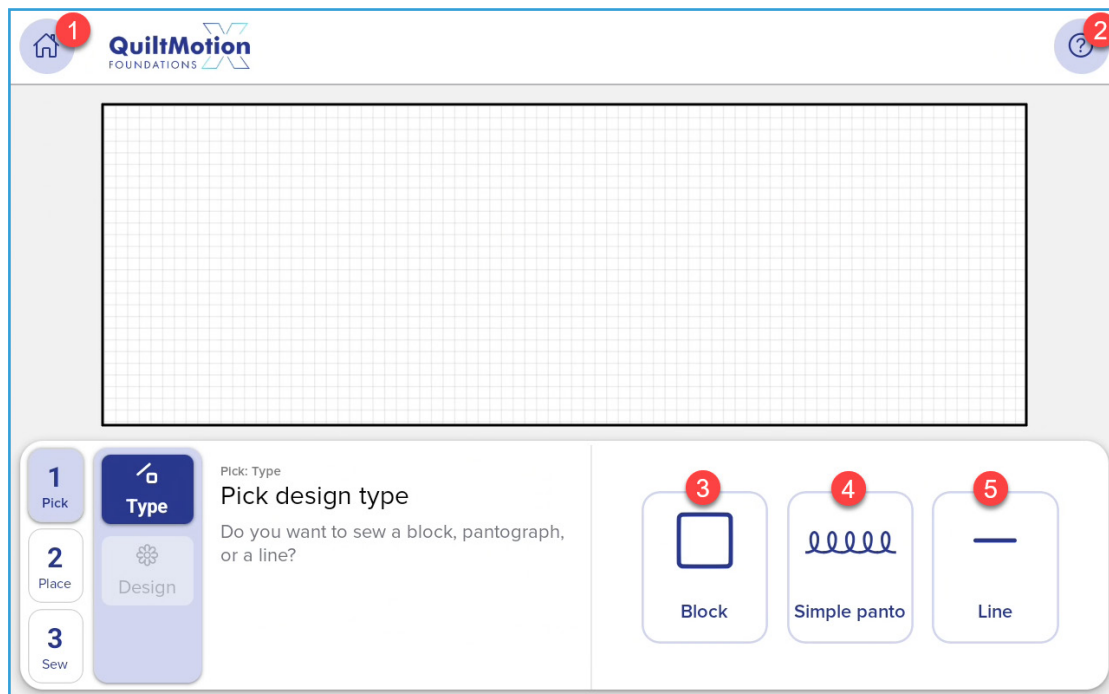 1
QuiltMotion
FOUNDATIONS
?
2
1
Pick
Type
Pick: Type
Pick design type
Do you want to sew a block, pantograph,
or a line?
2
Place
Design
3
Sew
3
Block
4
Simple panto
5
Line